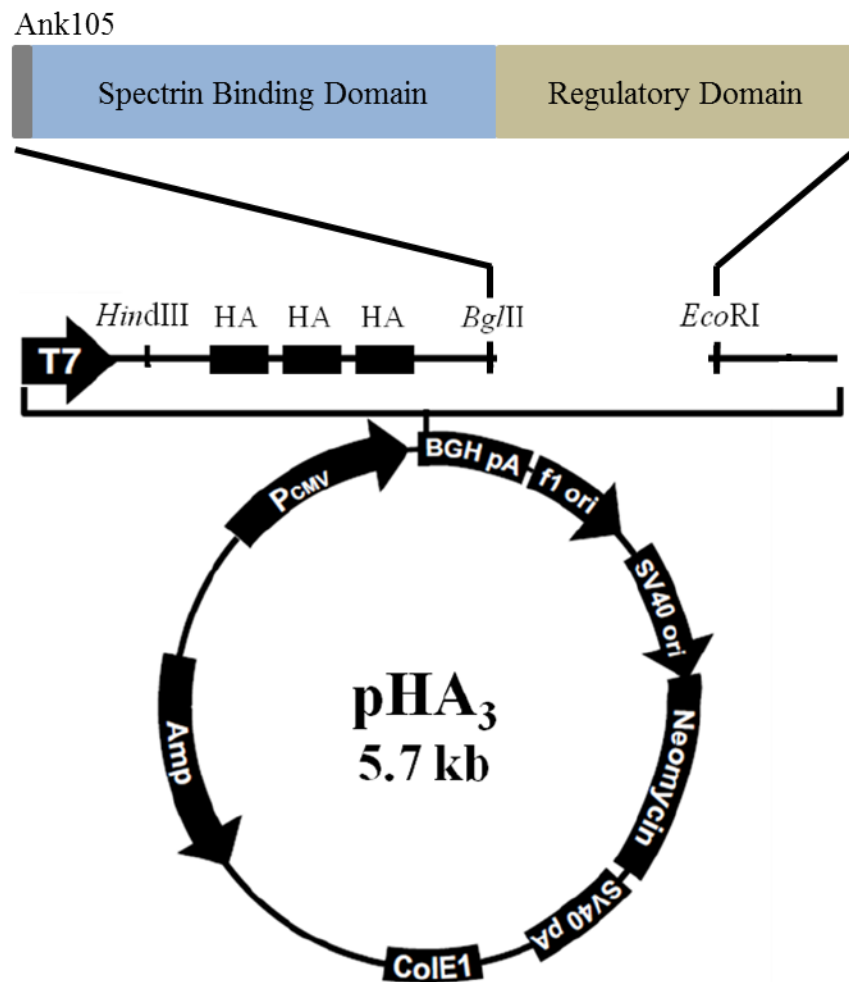 Ank105
Spectrin Binding Domain Regulatory Domain
HindIII HA HA HA BglII EcoRI
T7
PCMV BGH pA f1 ori
SV40 ori
Neomycin
SV40 pA
ColE1
Amp
pHA₃
5.7 kb